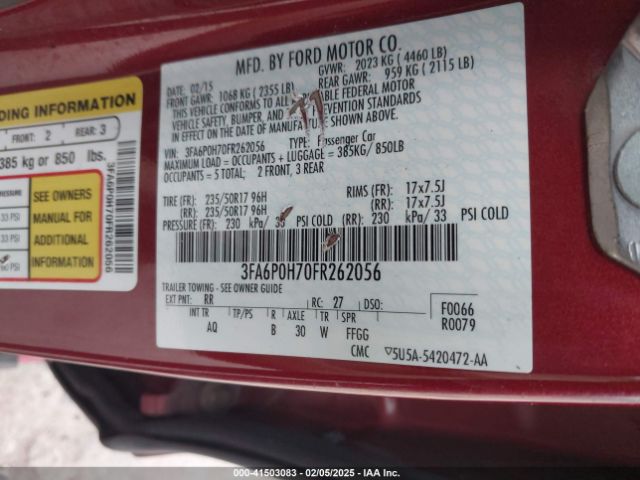 MFD. BY FORD MOTOR CO.
DATE: 02/15 GVWR: 2023 KG ( 4460 LB)
FRONT GAWR: 1068 KG ( 2355 LB) REAR GAWR: 959 KG ( 2115 LB)
THIS VEHICLE CONFORMS TO ALL FEDERAL MOTOR
VEHICLE SAFETY, BUMPER, AND PREVENTION STANDARDS
IN EFFECT ON THE DATE OF MANUFACTURE SHOWN ABOVE.
VIN: 3FA6P0H70FR262056 TYPE: Passenger Car
MAXIMUM LOAD = OCCUPANTS + LUGGAGE = 385KG/ 850LB
OCCUPANTS = 5 TOTAL; 2 FRONT, 3 REAR
TIRE (FR): 235/50R17 96H RIMS (FR): 17x7.5J
(RR): 235/50R17 96H (RR): 17x7.5J
PRESSURE (FR): 230 kPa/ 33 PSI COLD (RR): 230 kPa/ 33 PSI COLD
3FA6P0H70FR262056
TRAILER TOWING - SEE OWNER GUIDE
EXT PNT: RR RC: 27 DSO:
INT TR TP/PS R AXLE TR SPR
AQ B 30 W FFGG
F0066
R0079
CMC 5U5A-5420472-AA
DING INFORMATION
FRONT: 2 REAR: 3
385 kg or 850 lbs.
SEE OWNERS
MANUAL FOR
ADDITIONAL
INFORMATION
33 PSI
33 PSI
PSI
3FA6P0H70FR262056
000-41503083 - 02/05/2025 - IAA Inc.